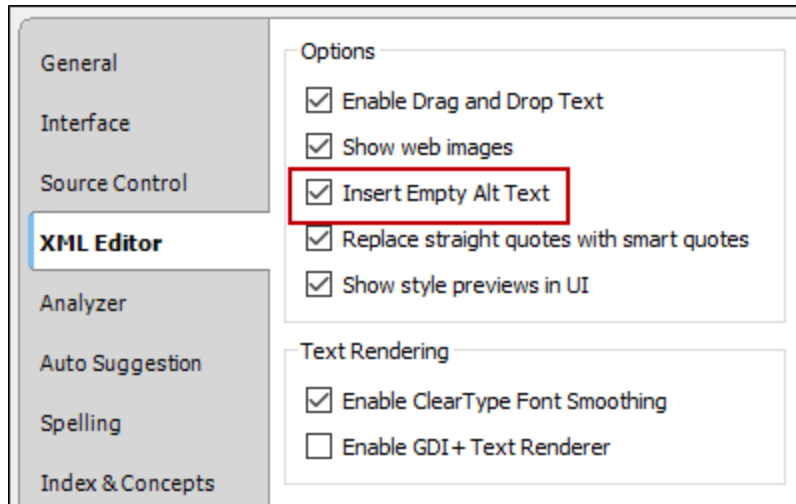 General
Interface
Source Control
XML Editor
Analyzer
Auto Suggestion
Spelling
Index & Concepts
Options
Enable Drag and Drop Text
Show web images
Insert Empty Alt Text
Replace straight quotes with smart quotes
Show style previews in UI
Text Rendering
Enable ClearType Font Smoothing
Enable GDI+ Text Renderer